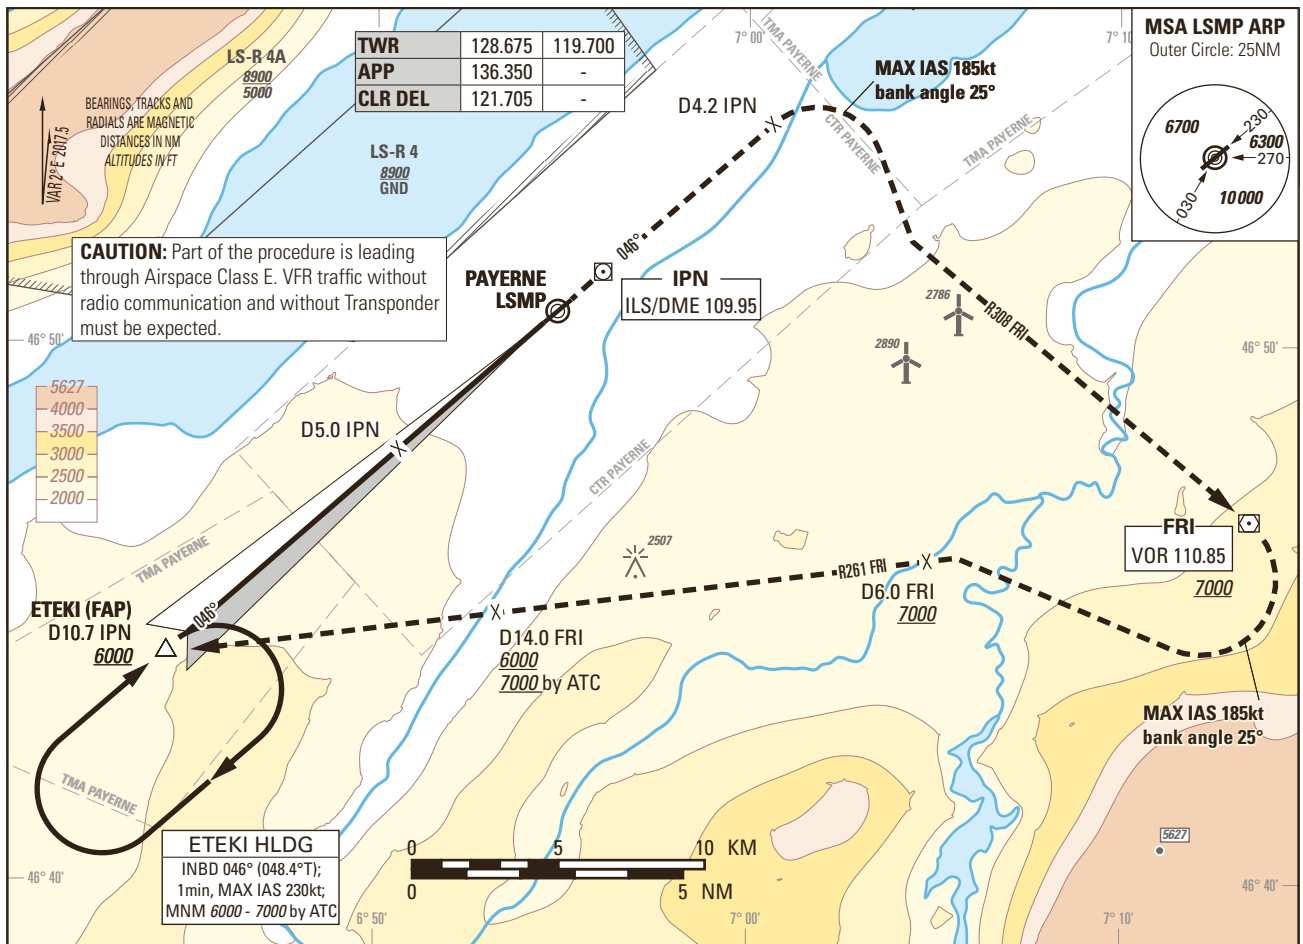 7° 00'
7° 10'
LS-R 4A
8900
5000
TWR 128.675 119.700
APP 136.350 -
CLR DEL 121.705 -
TMA PAYERNE
MAX IAS 185kt
bank angle 25°
MSA LSMP ARP
Outer Circle: 25NM
6700
230
6300
270
030
10000
VAR 2° E 2017.5
BEARINGS, TRACKS AND
RADIALS ARE MAGNETIC
DISTANCES IN NM
ALTITUDES IN FT
LS-R 4
8900
GND
D4.2 IPN
CTR PAYERNE
TMA PAYERNE
CAUTION: Part of the procedure is leading
through Airspace Class E. VFR traffic without
radio communication and without Transponder
must be expected.
046°
PAYERNE
LSMP
IPN
ILS/DME 109.95
2786
R308 FRI
2890
46° 50'
46° 50'
5627
4000
3500
3000
2500
2000
D5.0 IPN
CTR PAYERNE
FRI
VOR 110.85
7000
TMA PAYERNE
2507
R261 FRI
D6.0 FRI
7000
ETEKI (FAP)
D10.7 IPN
6000
046°
D14.0 FRI
6000
7000 by ATC
MAX IAS 185kt
bank angle 25°
TMA PAYERNE
5627
ETEKI HLDG
INBD 046° (048.4°T);
1min, MAX IAS 230kt;
MNM 6000 - 7000 by ATC
0 5 10 KM
0 5 NM
46° 40'
46° 40'
6° 50'
7° 00'
7° 10'